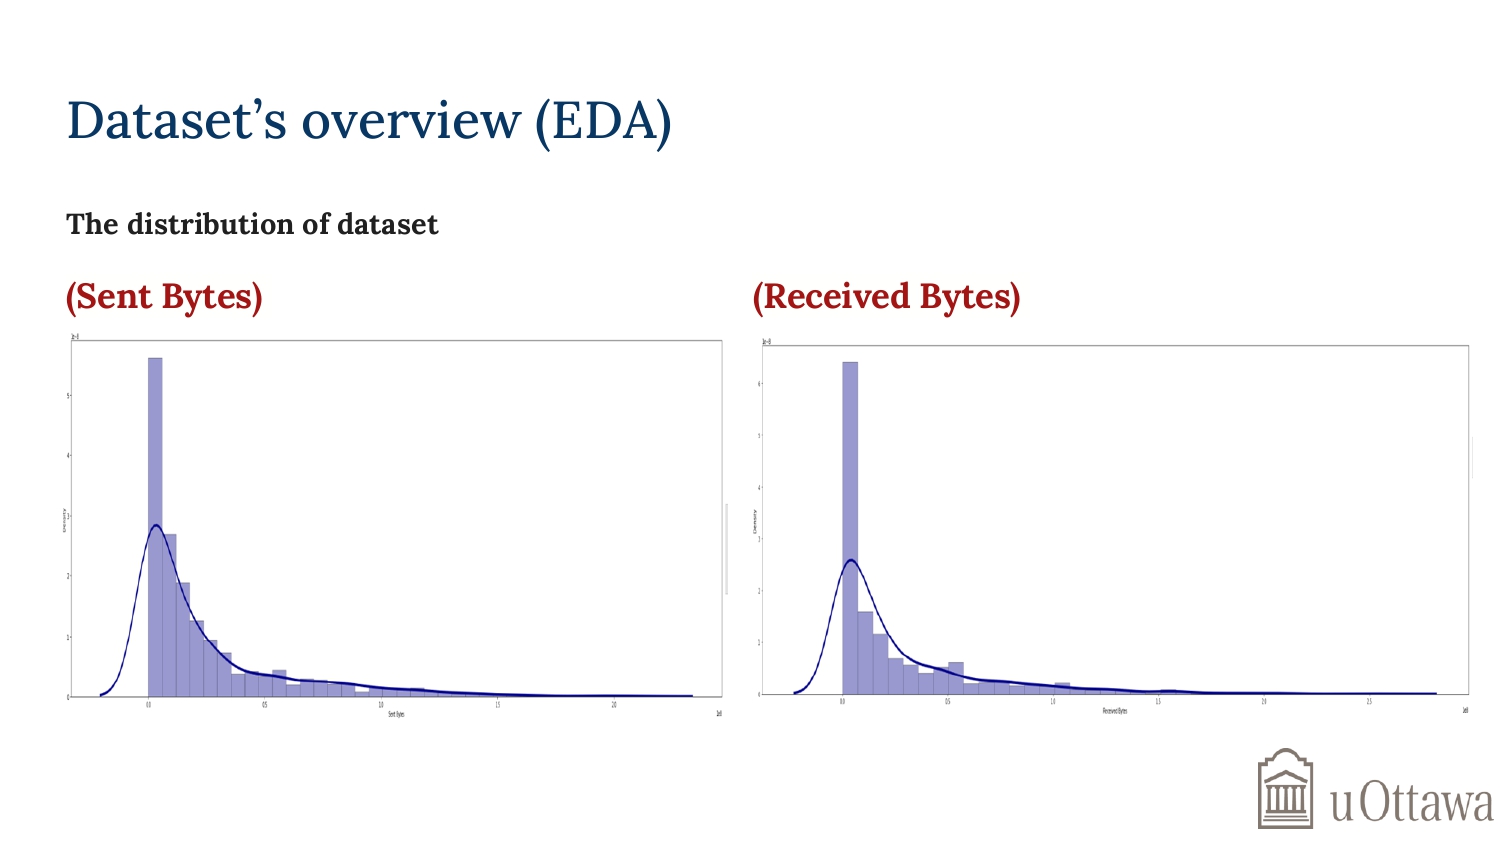 Dataset’s overview (EDA)
The distribution of dataset
(Sent Bytes)
(Received Bytes)
1e-8
5
4
3
2
1
0
Density
0.0 0.5 1.0 1.5 2.0
Sent Bytes
1e8
1e-8
6
5
4
3
2
1
0
Density
0.0 0.5 1.0 1.5 2.0 2.5
Received Bytes
1e8
uOttawa